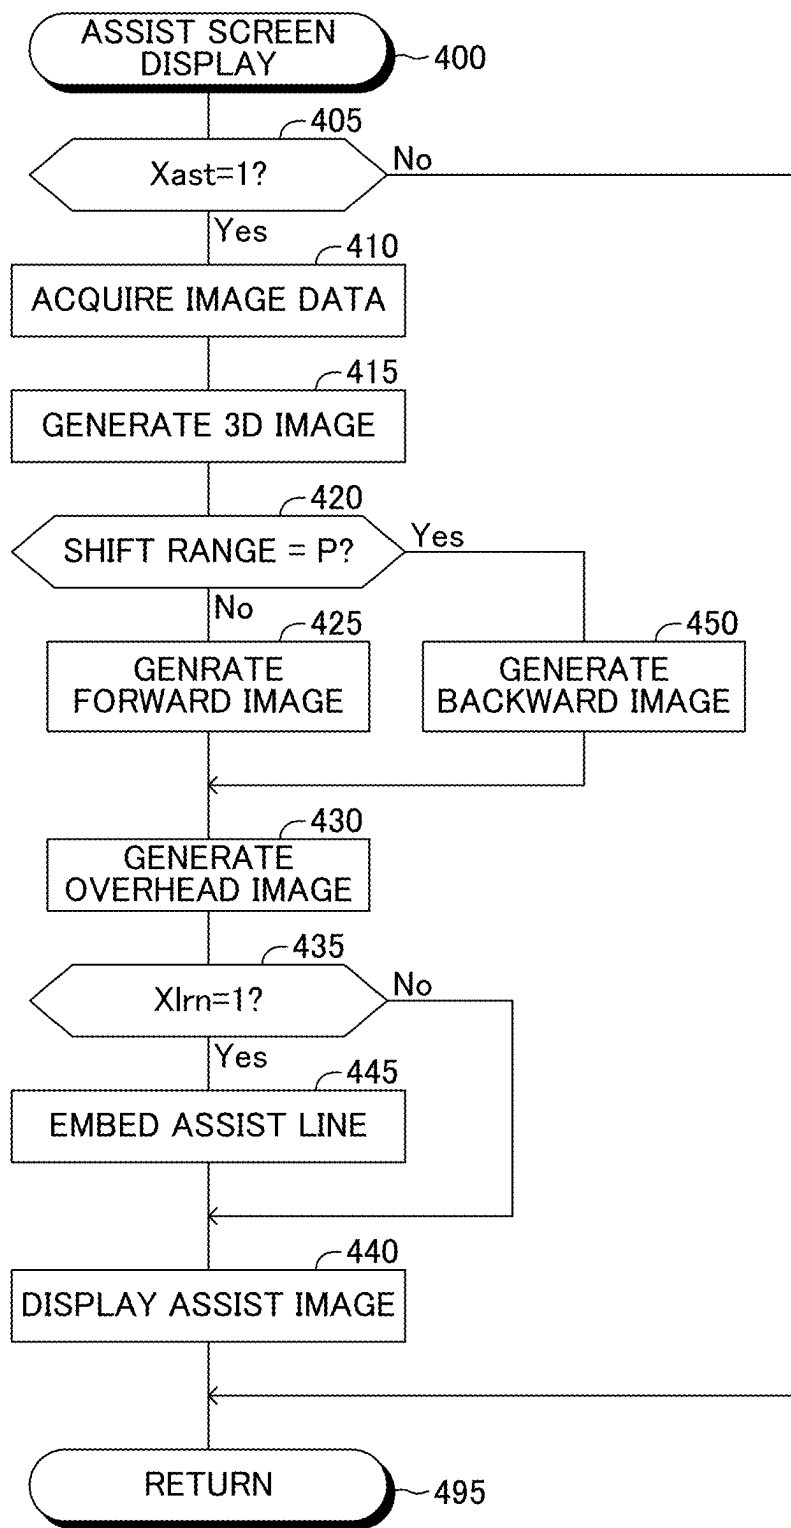 ASSIST SCREEN
DISPLAY
400
405
Xast=1?
No
Yes
410
ACQUIRE IMAGE DATA
415
GENERATE 3D IMAGE
420
SHIFT RANGE = P?
Yes
No
425
GENRATE
FORWARD IMAGE
450
GENERATE
BACKWARD IMAGE
430
GENERATE
OVERHEAD IMAGE
435
Xlrn=1?
No
Yes
445
EMBED ASSIST LINE
440
DISPLAY ASSIST IMAGE
RETURN
495